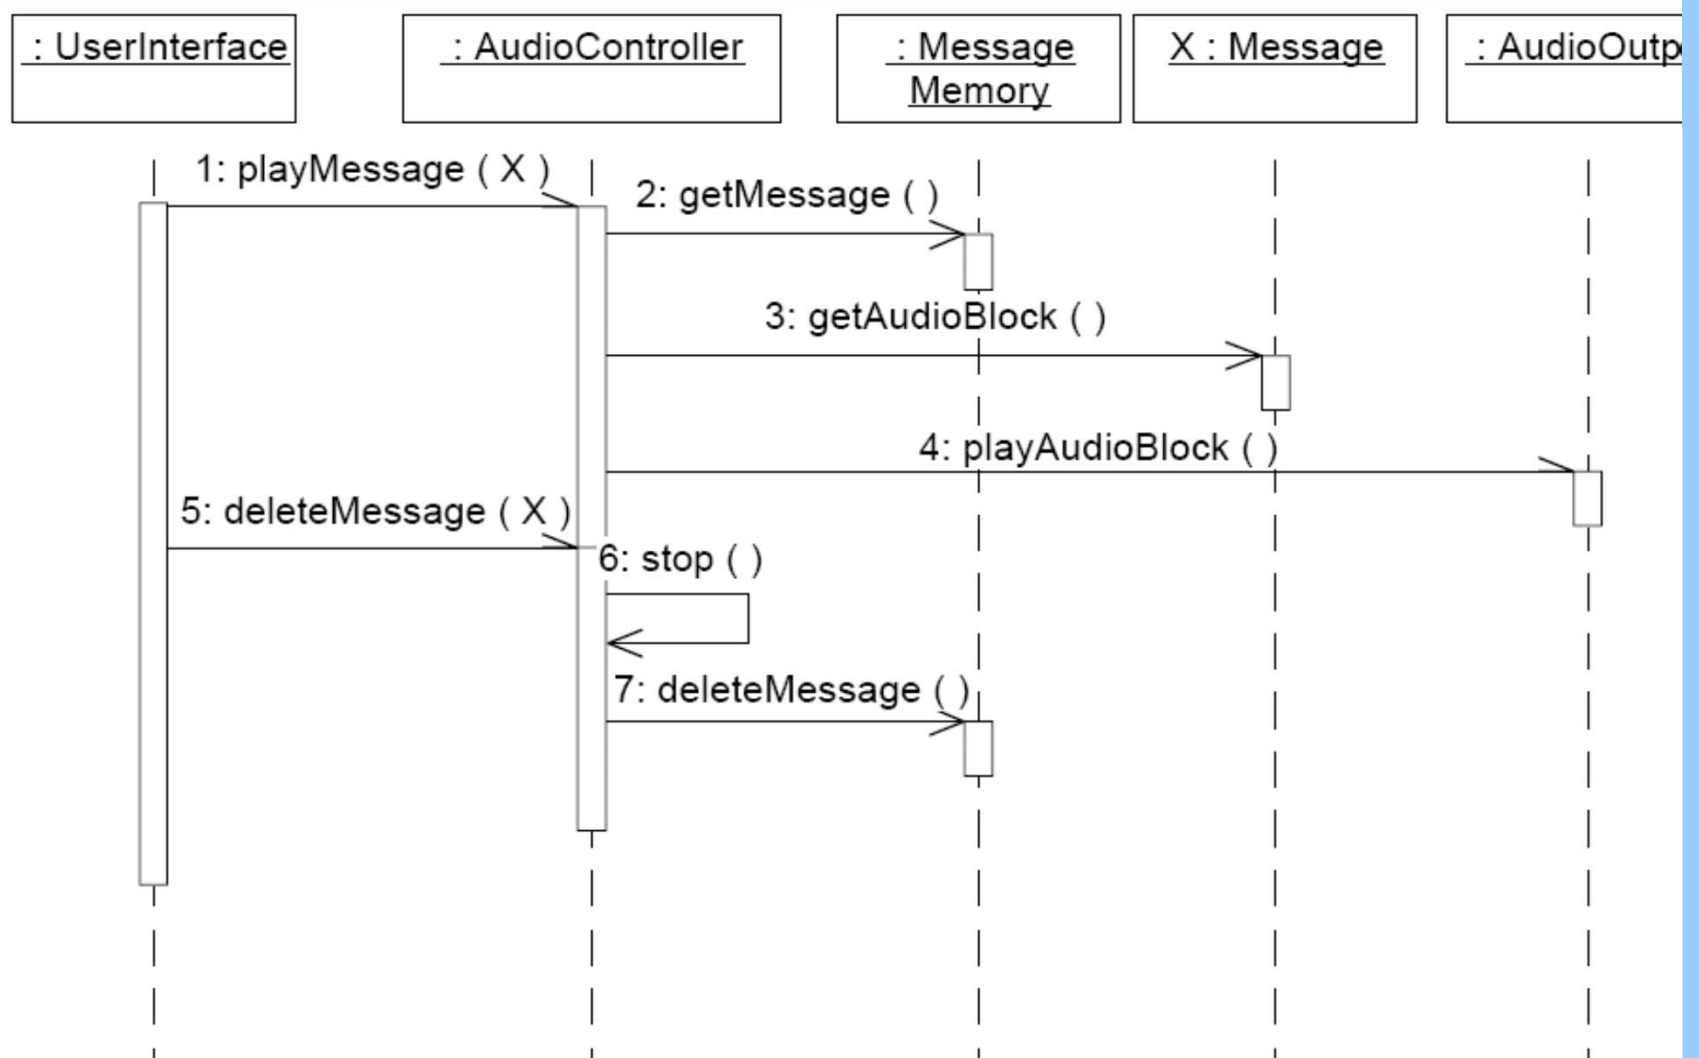 : UserInterface
: AudioController
: Message
Memory
X : Message
: AudioOutp
1: playMessage ( X )
2: getMessage ( )
3: getAudioBlock ( )
4: playAudioBlock ( )
5: deleteMessage ( X )
6: stop ( )
7: deleteMessage ( )